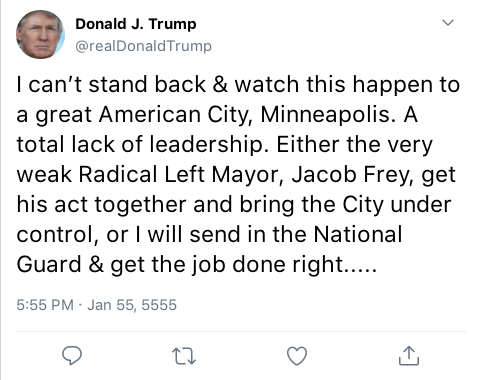 Donald J. Trump
@realDonaldTrump
I can’t stand back & watch this happen to
a great American City, Minneapolis. A
total lack of leadership. Either the very
weak Radical Left Mayor, Jacob Frey, get
his act together and bring the City under
control, or I will send in the National
Guard & get the job done right.....
5:55 PM · Jan 55, 5555